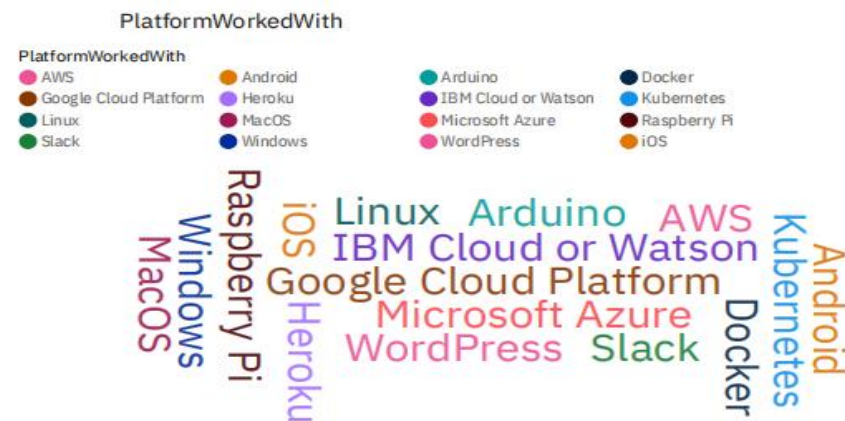 PlatformWorkedWith
PlatformWorkedWith
AWS Android Arduino Docker
Google Cloud Platform Heroku IBM Cloud or Watson Kubernetes
Linux MacOS Microsoft Azure Raspberry Pi
Slack Windows WordPress iOS
MacOS
Windows
Raspberry Pi
iOS
Heroku
Linux Arduino AWS
IBM Cloud or Watson
Google Cloud Platform
Microsoft Azure
WordPress Slack
Docker
Kubernetes
Android